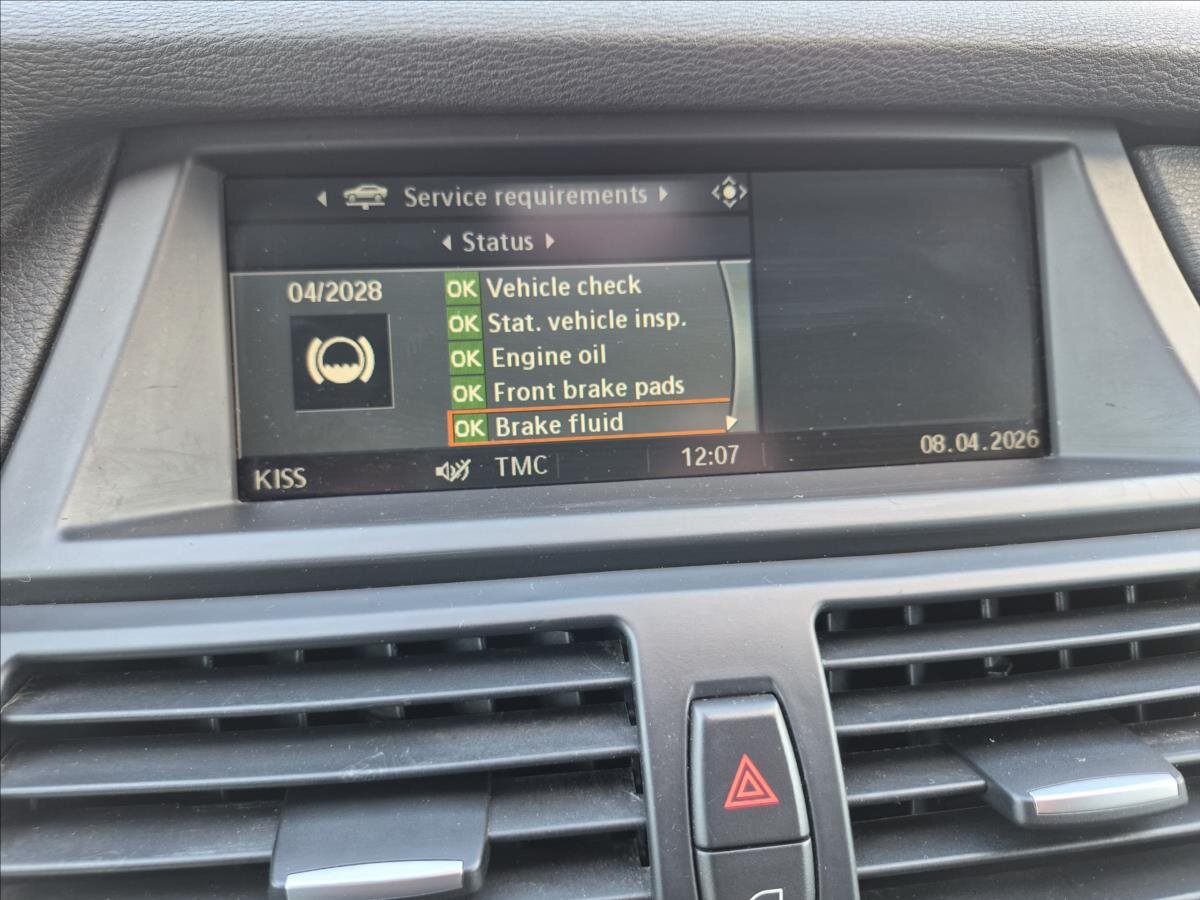 Service requirements
Status
04/2028
OK Vehicle check
OK Stat. vehicle insp.
OK Engine oil
OK Front brake pads
OK Brake fluid
KISS TMC 12:07 08.04.2026